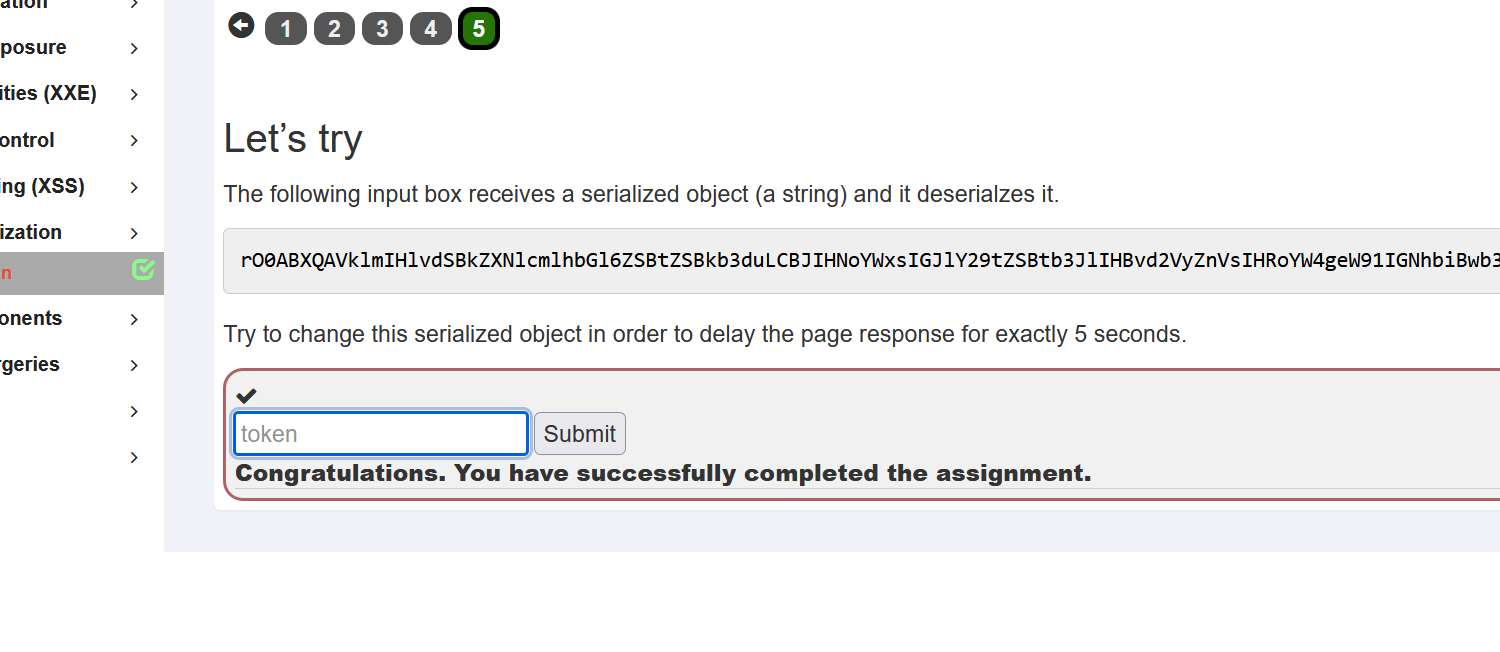 ation
1 2 3 4 5
posure
ities (XXE)
ontrol
ing (XSS)
ization
n
onents
rgeries
Let’s try
The following input box receives a serialized object (a string) and it deserialzes it.
rO0ABXQAVklmIHlvdSBkZXNlcmlhbGl6ZSBtZSBkb3duLCBJIHNoYWxsIGJlY29tZSBtb3JlIHBvd2VyZnVsIHRoYW4geW91IGNhbiBwb3
Try to change this serialized object in order to delay the page response for exactly 5 seconds.
token
Submit
Congratulations. You have successfully completed the assignment.